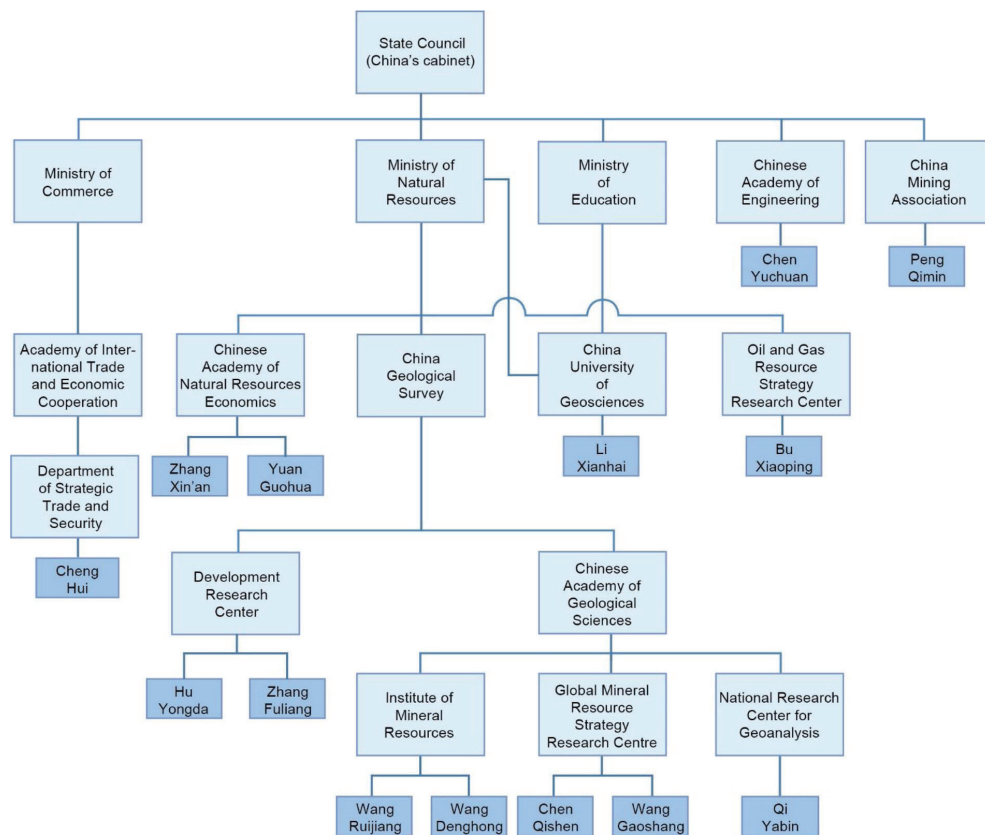 State Council
(China's cabinet)
Ministry of
Commerce
Ministry of
Natural
Resources
Ministry
of
Education
Chinese
Academy of
Engineering
China
Mining
Association
Chen
Yuchuan
Peng
Qimin
Academy of Inter-
national Trade
and Economic
Cooperation
Chinese
Academy of
Natural Resources
Economics
China
Geological
Survey
China
University
of
Geosciences
Oil and Gas
Resource
Strategy
Research Center
Zhang
Xin'an
Yuan
Guohua
Li
Xianhai
Bu
Xiaoping
Department
of Strategic
Trade and
Security
Cheng
Hui
Development
Research
Center
Chinese
Academy of
Geological
Sciences
Hu
Yongda
Zhang
Fuliang
Institute of
Mineral
Resources
Global Mineral
Resource
Strategy
Research Centre
National Research
Center for
Geoanalysis
Wang
Ruijiang
Wang
Denghong
Chen
Qishen
Wang
Gaoshang
Qi
Yabin